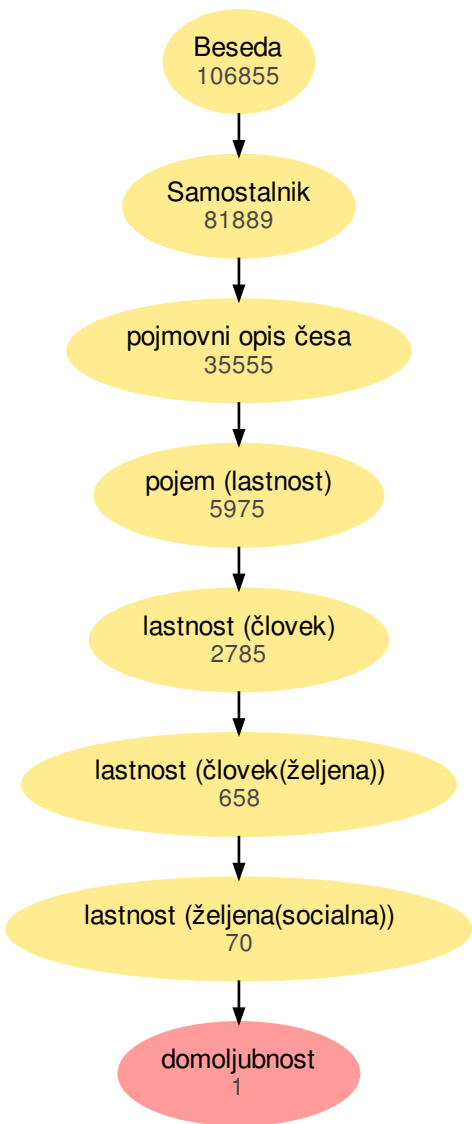 Beseda
106855
Samostalnik
81889
pojmovni opis česa
35555
pojem (lastnost)
5975
lastnost (človek)
2785
lastnost (človek(željena))
658
lastnost (željena(socialna))
70
domoljubnost
1